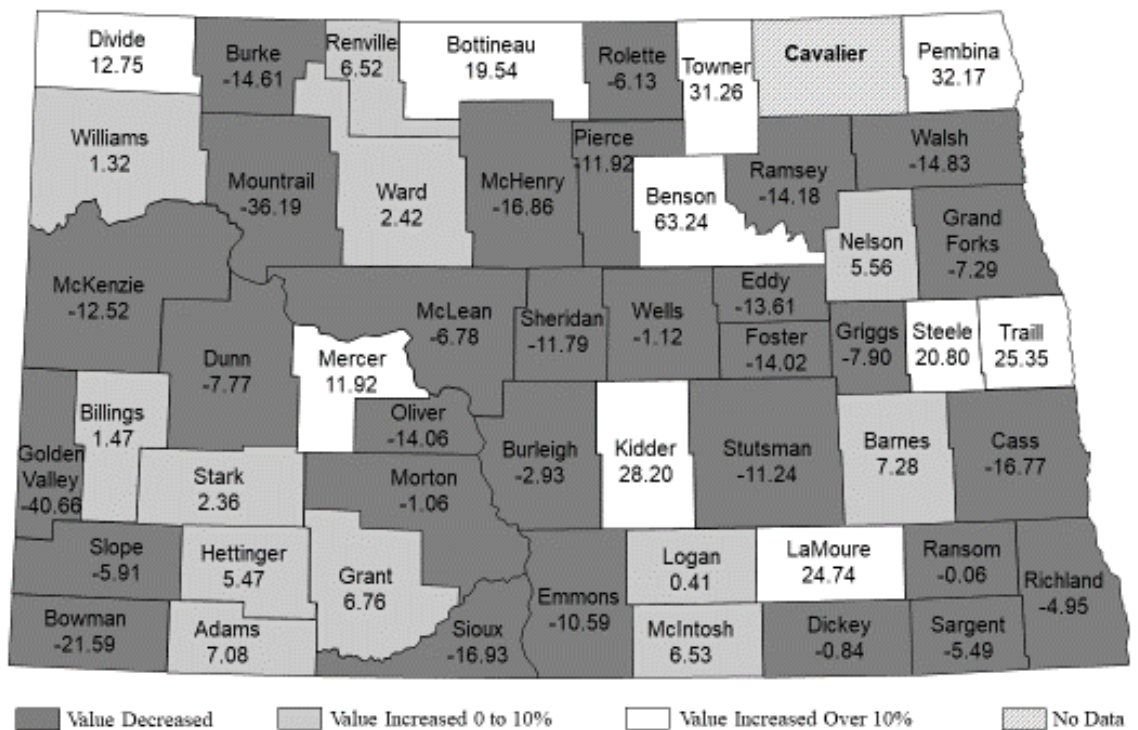 Divide
12.75
Burke
-14.61
Renville
6.52
Bottineau
19.54
Rolette
-6.13
Towner
31.26
Cavalier
Pembina
32.17
Williams
1.32
Mountrail
-36.19
Ward
2.42
McHenry
-16.86
Pierce
-11.92
Benson
63.24
Ramsey
-14.18
Walsh
-14.83
Nelson
5.56
Grand
Forks
-7.29
McKenzie
-12.52
Dunn
-7.77
Mercer
11.92
McLean
-6.78
Sheridan
-11.79
Wells
-1.12
Eddy
-13.61
Foster
-14.02
Griggs
-7.90
Steele
20.80
Traill
25.35
Golden
Valley
-40.66
Billings
1.47
Stark
2.36
Oliver
-14.06
Morton
-1.06
Burleigh
-2.93
Kidder
28.20
Stutsman
-11.24
Barnes
7.28
Cass
-16.77
Slope
-5.91
Hettinger
5.47
Grant
6.76
Bowman
-21.59
Adams
7.08
Sioux
-16.93
Emmons
-10.59
Logan
0.41
McIntosh
6.53
LaMoure
24.74
Dickey
-0.84
Ransom
-0.06
Sargent
-5.49
Richland
-4.95
Value Decreased
Value Increased 0 to 10%
Value Increased Over 10%
No Data